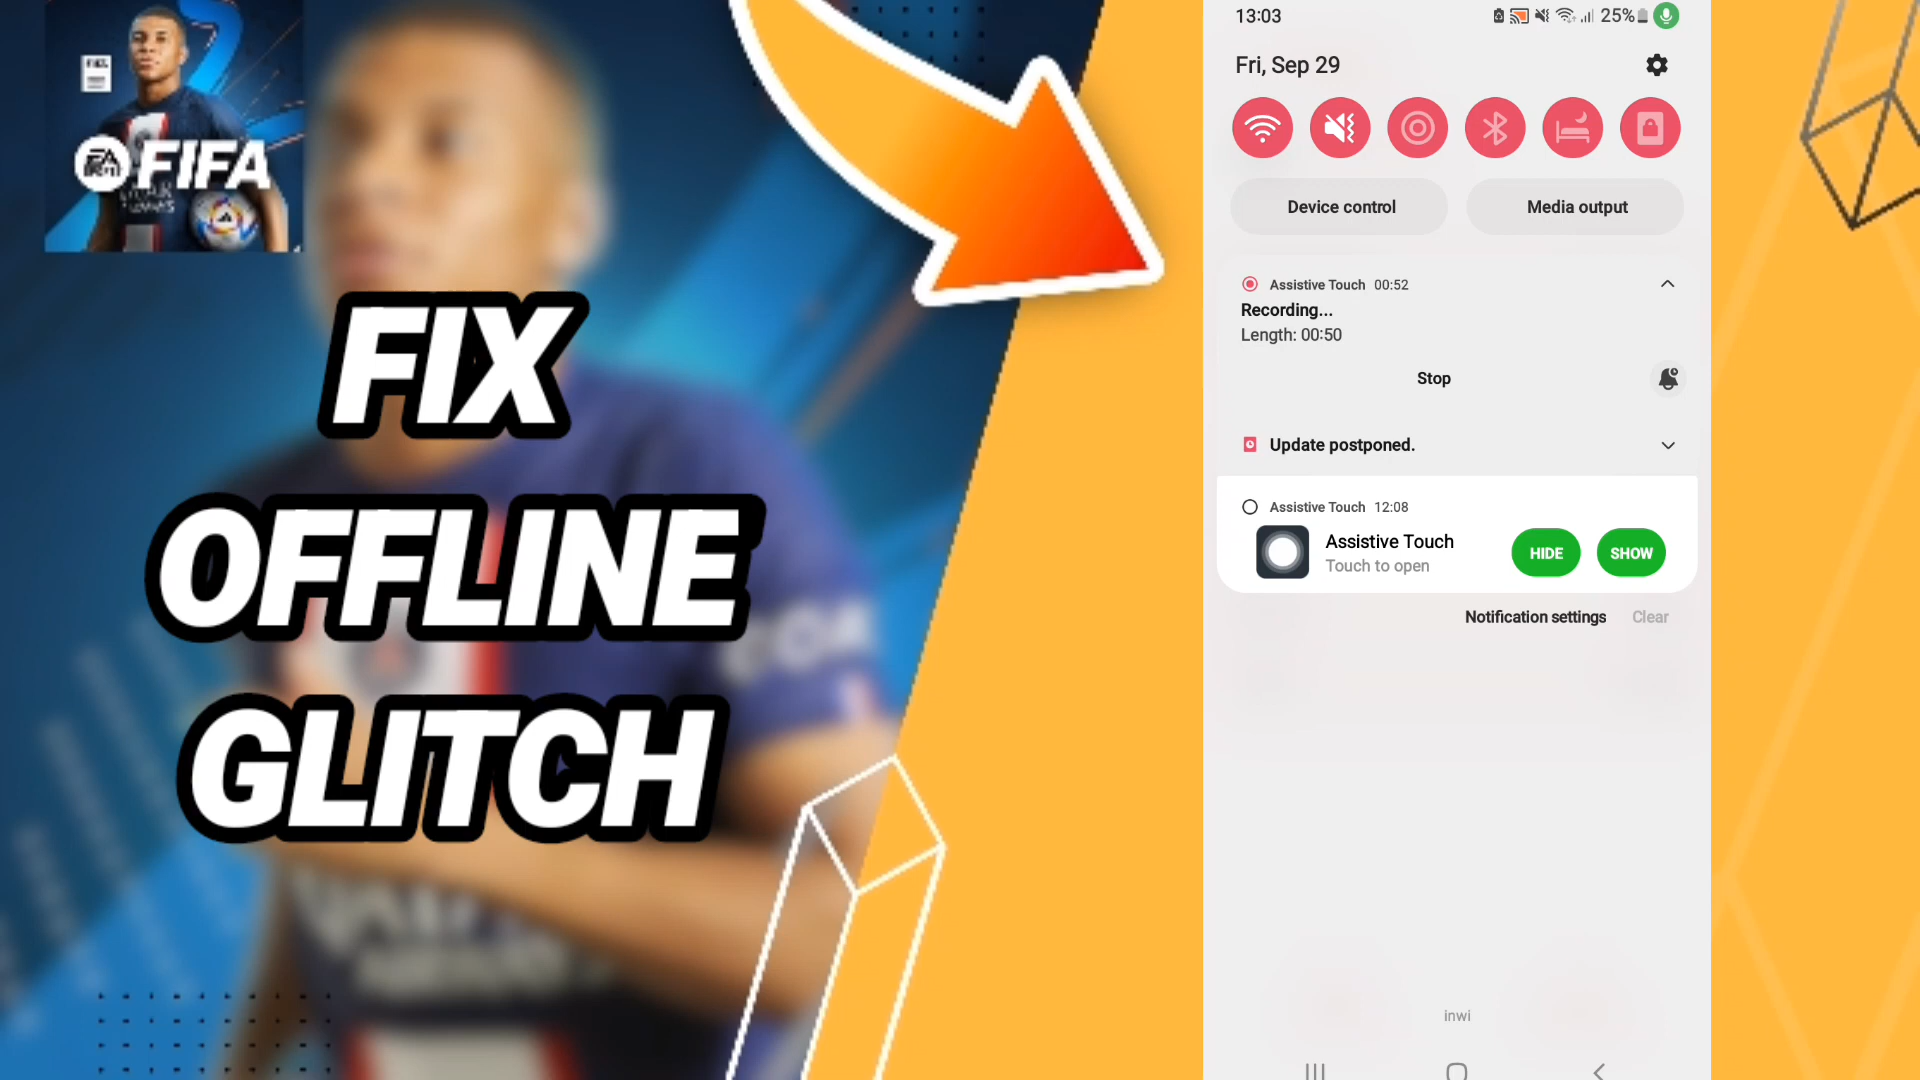 FIFA
FIX
OFFLINE
GLITCH
13:03
25%
Fri, Sep 29
Device control
Media output
Assistive Touch 00:52
Recording...
Length: 00:50
Stop
Update postponed.
Assistive Touch 12:08
Assistive Touch
Touch to open
HIDE
SHOW
Notification settings
Clear
inwi